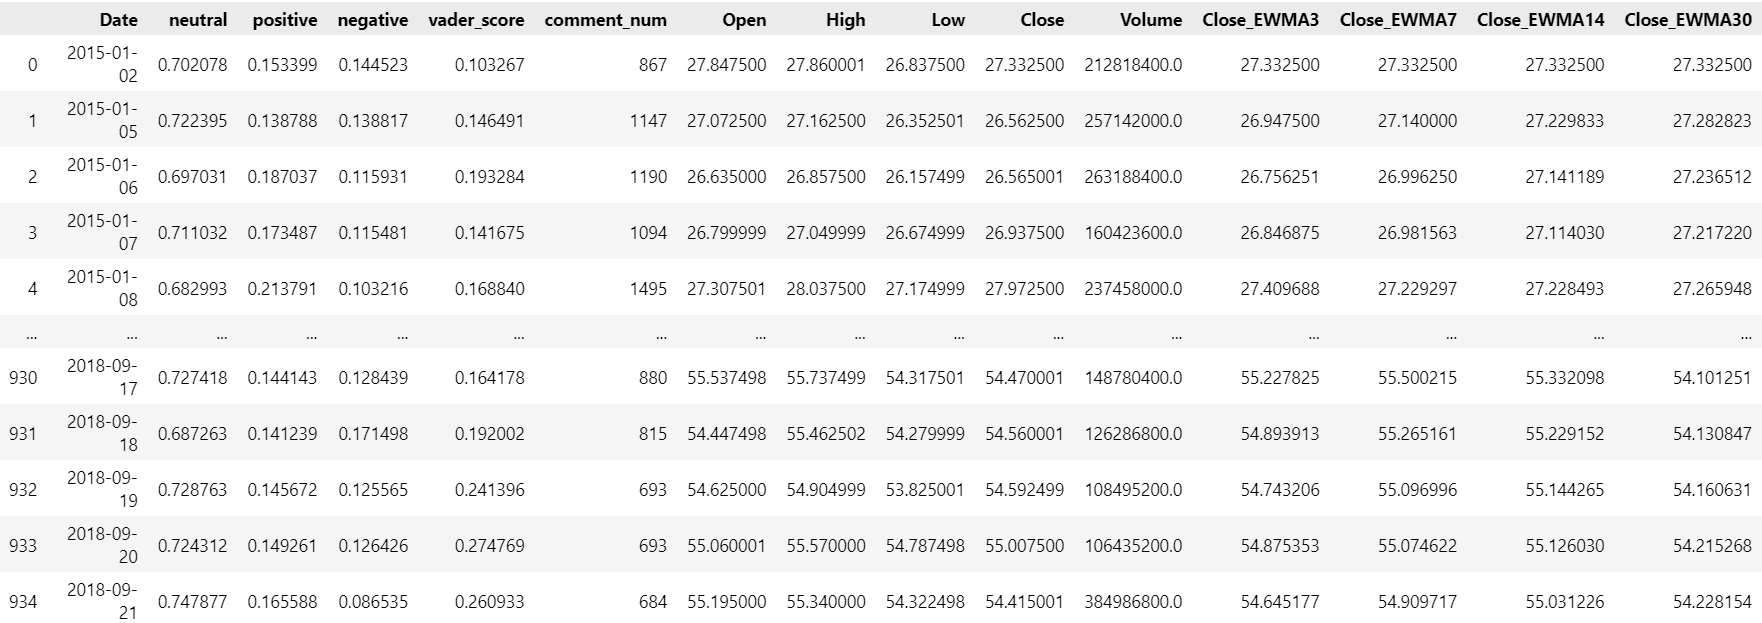 Date neutral positive negative vader_score comment_num Open High Low Close Volume Close_EWMA3 Close_EWMA7 Close_EWMA14 Close_EWMA30
0 2015-01-02 0.702078 0.153399 0.144523 0.103267 867 27.847500 27.860001 26.837500 27.332500 212818400.0 27.332500 27.332500 27.332500 27.332500
1 2015-01-05 0.722395 0.138788 0.138817 0.146491 1147 27.072500 27.162500 26.352501 26.562500 257142000.0 26.947500 27.140000 27.229833 27.282823
2 2015-01-06 0.697031 0.187037 0.115931 0.193284 1190 26.635000 26.857500 26.157499 26.565001 263188400.0 26.756251 26.996250 27.141189 27.236512
3 2015-01-07 0.711032 0.173487 0.115481 0.141675 1094 26.799999 27.049999 26.674999 26.937500 160423600.0 26.846875 26.981563 27.114030 27.217220
4 2015-01-08 0.682993 0.213791 0.103216 0.168840 1495 27.307501 28.037500 27.174999 27.972500 237458000.0 27.409688 27.229297 27.228493 27.265948
... ... ... ... ... ... ... ... ... ... ... ... ... ... ... ...
930 2018-09-17 0.727418 0.144143 0.128439 0.164178 880 55.537498 55.737499 54.317501 54.470001 148780400.0 55.227825 55.500215 55.332098 54.101251
931 2018-09-18 0.687263 0.141239 0.171498 0.192002 815 54.447498 55.462502 54.279999 54.560001 126286800.0 54.893913 55.265161 55.229152 54.130847
932 2018-09-19 0.728763 0.145672 0.125565 0.241396 693 54.625000 54.904999 53.825001 54.592499 108495200.0 54.743206 55.096996 55.144265 54.160631
933 2018-09-20 0.724312 0.149261 0.126426 0.274769 693 55.060001 55.570000 54.787498 55.007500 106435200.0 54.875353 55.074622 55.126030 54.215268
934 2018-09-21 0.747877 0.165588 0.086535 0.260933 684 55.195000 55.340000 54.322498 54.415001 384986800.0 54.645177 54.909717 55.031226 54.228154